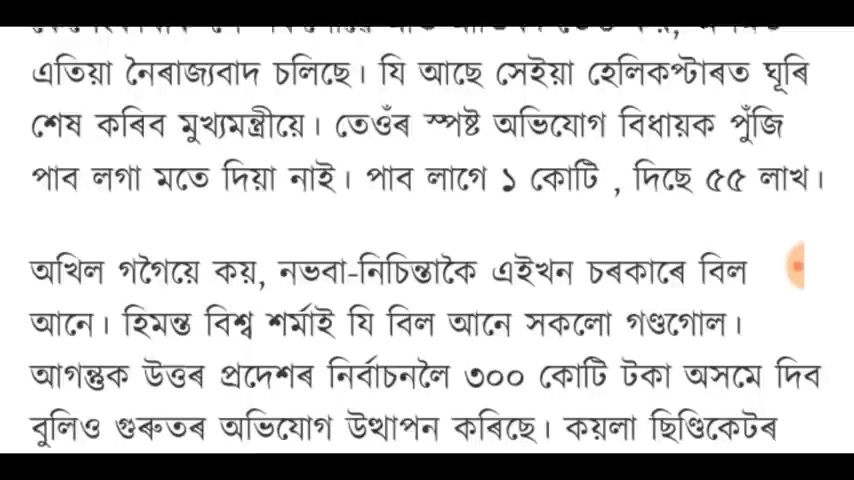 এতিয়া নৈৰাজ্যবাদ চলিছে। যি আছে সেইয়া হেলিকপ্টাৰত ঘূৰি
শেষ কৰিব মুখ্যমন্ত্ৰীয়ে। তেওঁৰ স্পষ্ট অভিযোগ বিধায়ক পুঁজি
পাব লগা মতে দিয়া নাই। পাব লাগে ১ কোটি , দিছে ৫৫ লাখ।
অখিল গগৈয়ে কয়, নভবা-নিচিন্তাকৈ এইখন চৰকাৰে বিল
আনে। হিমন্ত বিশ্ব শৰ্মাই যি বিল আনে সকলো গণ্ডগোল।
আগন্তুক উত্তৰ প্ৰদেশৰ নিৰ্বাচনলৈ ৩০০ কোটি টকা অসমে দিব
বুলিও গুৰুতৰ অভিযোগ উত্থাপন কৰিছে। কয়লা ছিণ্ডিকেটৰ